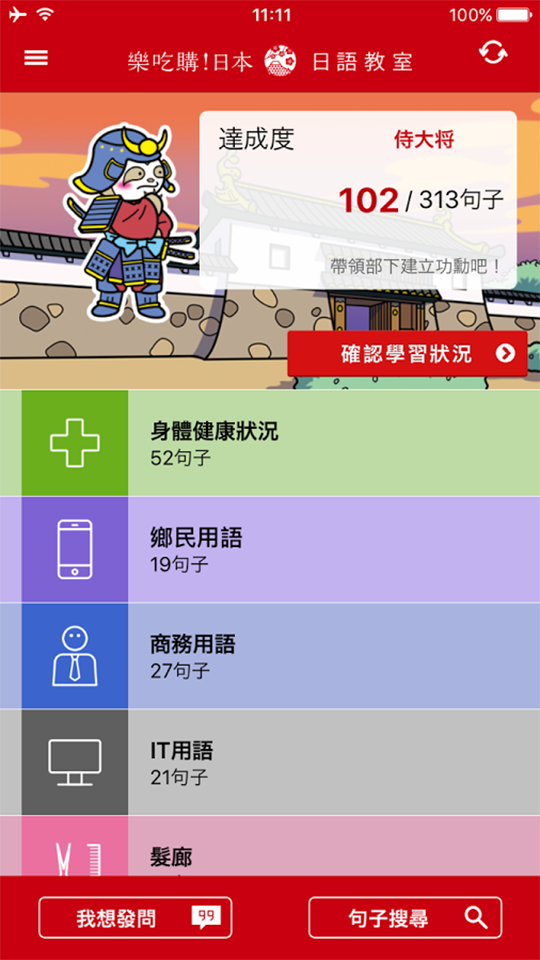 11:11
100%
樂吃購！日本 日語教室
達成度 侍大将
102 / 313句子
帶領部下建立功勳吧！
確認學習狀況
身體健康狀況
52句子
鄉民用語
19句子
商務用語
27句子
IT用語
21句子
髮廊
我想發問 99
句子搜尋